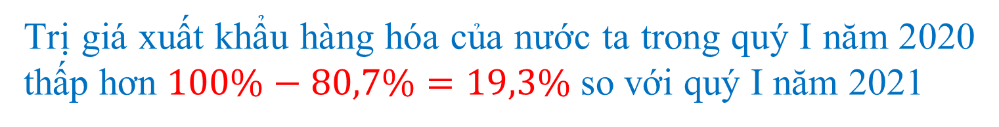 Trị giá xuất khẩu hàng hóa của nước ta trong quý I năm 2020
thấp hơn 100% − 80,7% = 19,3% so với quý I năm 2021